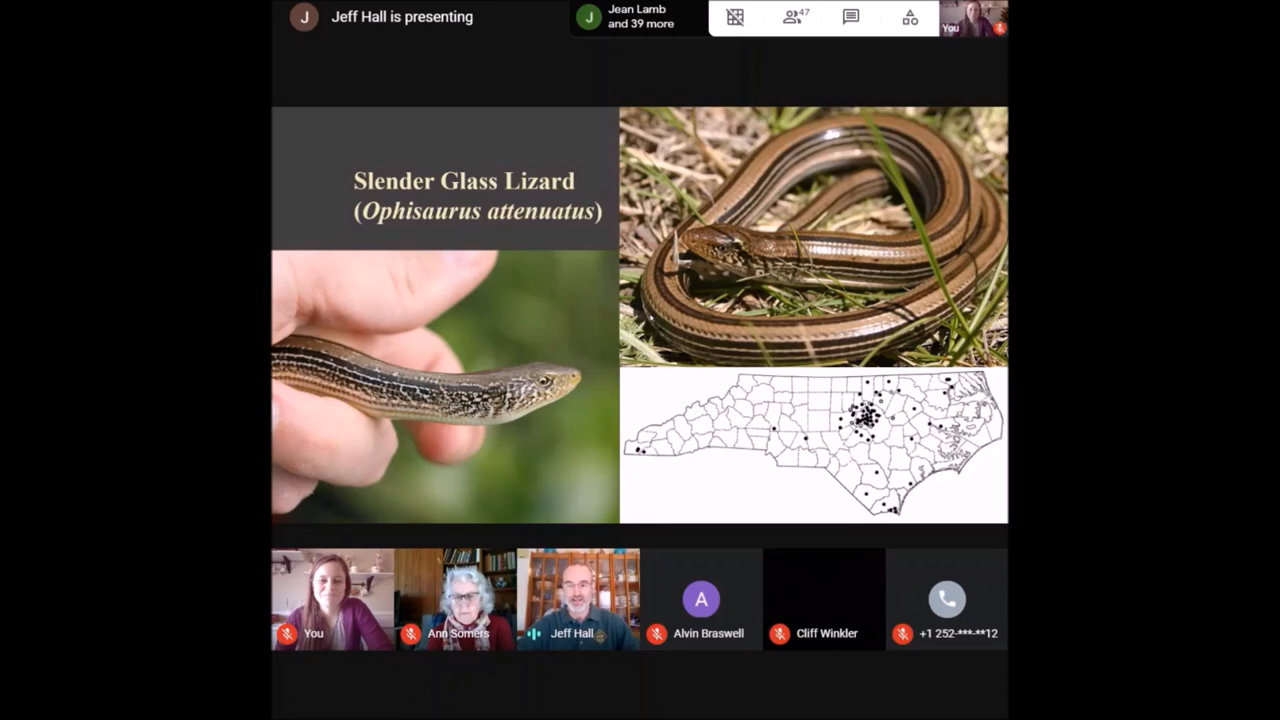 J
Jeff Hall is presenting
J
Jean Lamb
and 39 more
47
You
Slender Glass Lizard
(Ophisaurus attenuatus)
You
Ann Somers
Jeff Hall
A
Alvin Braswell
Cliff Winkler
+1 252-***-**12